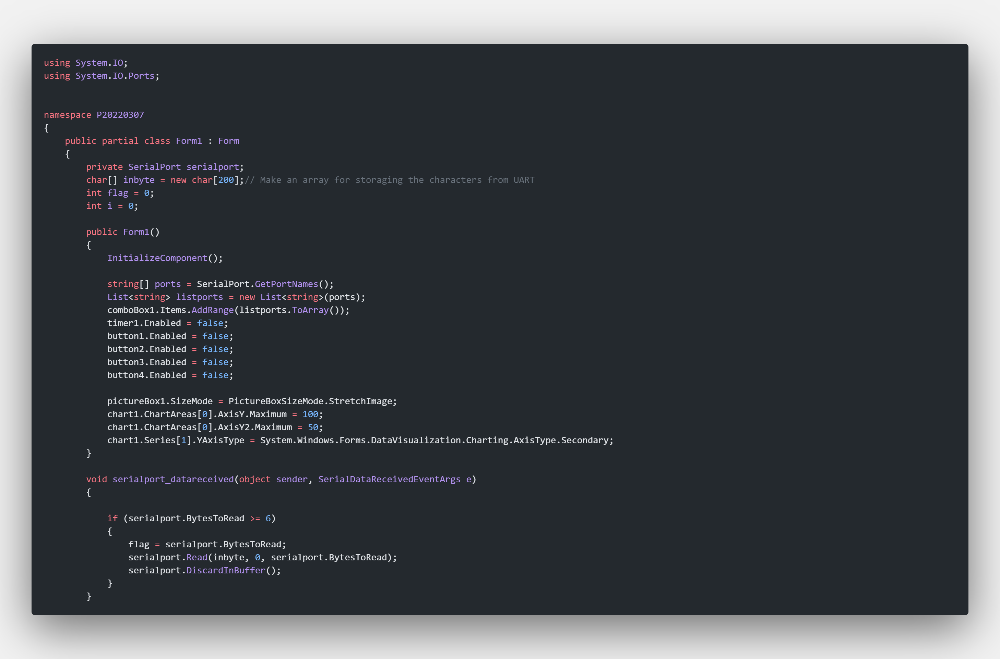 using System.IO;
using System.IO.Ports;
namespace P20220307
{
    public partial class Form1 : Form
    {
        private SerialPort serialport;
        char[] inbyte = new char[200];// Make an array for storaging the characters from UART
        int flag = 0;
        int i = 0;
        public Form1()
        {
            InitializeComponent();
            string[] ports = SerialPort.GetPortNames();
            List<string> listports = new List<string>(ports);
            comboBox1.Items.AddRange(listports.ToArray());
            timer1.Enabled = false;
            button1.Enabled = false;
            button2.Enabled = false;
            button3.Enabled = false;
            button4.Enabled = false;
            pictureBox1.SizeMode = PictureBoxSizeMode.StretchImage;
            chart1.ChartAreas[0].AxisY.Maximum = 100;
            chart1.ChartAreas[0].AxisY2.Maximum = 50;
            chart1.Series[1].YAxisType = System.Windows.Forms.DataVisualization.Charting.AxisType.Secondary;
        }
        void serialport_datareceived(object sender, SerialDataReceivedEventArgs e)
        {
            if (serialport.BytesToRead >= 6)
            {
                flag = serialport.BytesToRead;
                serialport.Read(inbyte, 0, serialport.BytesToRead);
                serialport.DiscardInBuffer();
            }
        }